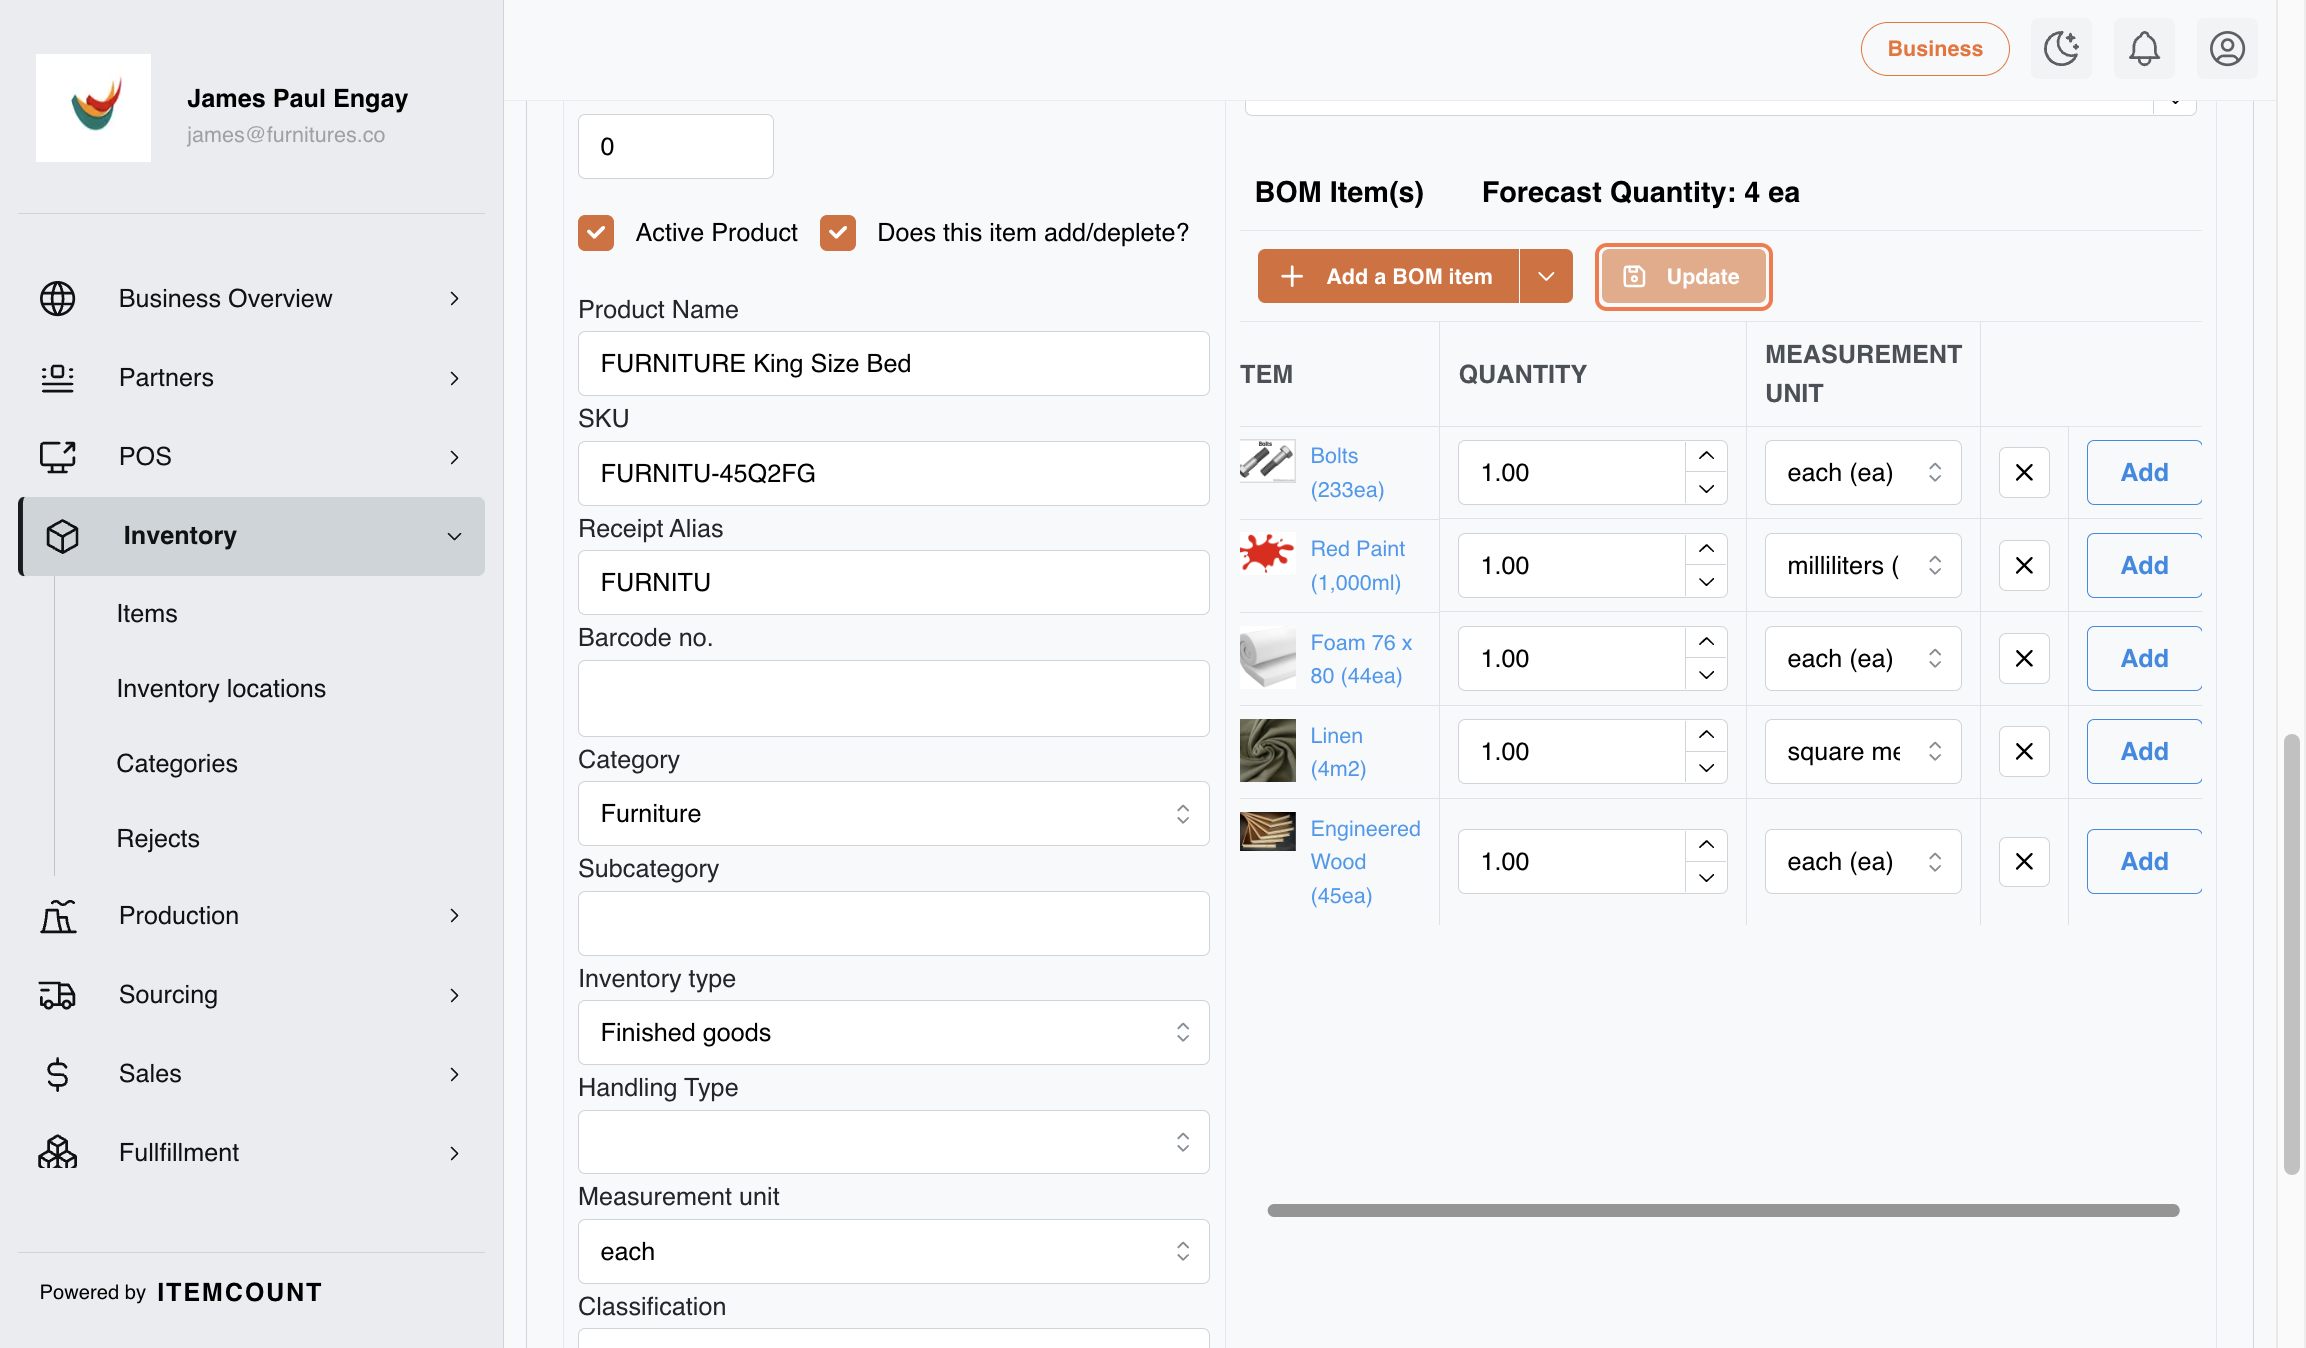 James Paul Engay
james@furnitures.co
Business Overview
Partners
POS
Inventory
Items
Inventory locations
Categories
Rejects
Production
Sourcing
Sales
Fullfillment
Powered by ITEMCOUNT
Business
0
Active Product
Does this item add/deplete?
Product Name
FURNITURE King Size Bed
SKU
FURNITU-45Q2FG
Receipt Alias
FURNITU
Barcode no.
Category
Furniture
Subcategory
Inventory type
Finished goods
Handling Type
Measurement unit
each
Classification
BOM Item(s) Forecast Quantity: 4 ea
Add a BOM item
Update
TEM QUANTITY MEASUREMENT
UNIT
Bolts
Bolts
(233ea)
1.00 each (ea) Add
Red Paint
(1,000ml)
1.00 milliliters ( Add
Foam 76 x
80 (44ea)
1.00 each (ea) Add
Linen
(4m2)
1.00 square me Add
Engineered
Wood
(45ea)
1.00 each (ea) Add